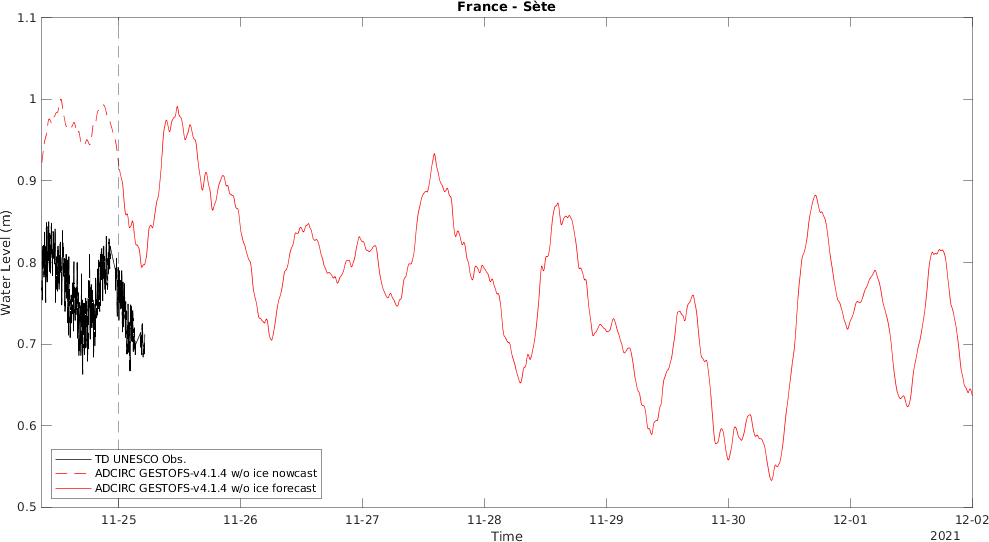 France - Sète
1.1
1
0.9
0.8
0.7
0.6
0.5
Water Level (m)
TD UNESCO Obs.
ADCIRC GESTOFS-v4.1.4 w/o ice nowcast
ADCIRC GESTOFS-v4.1.4 w/o ice forecast
11-25
11-26
11-27
11-28
11-29
11-30
12-01
12-02
Time
2021